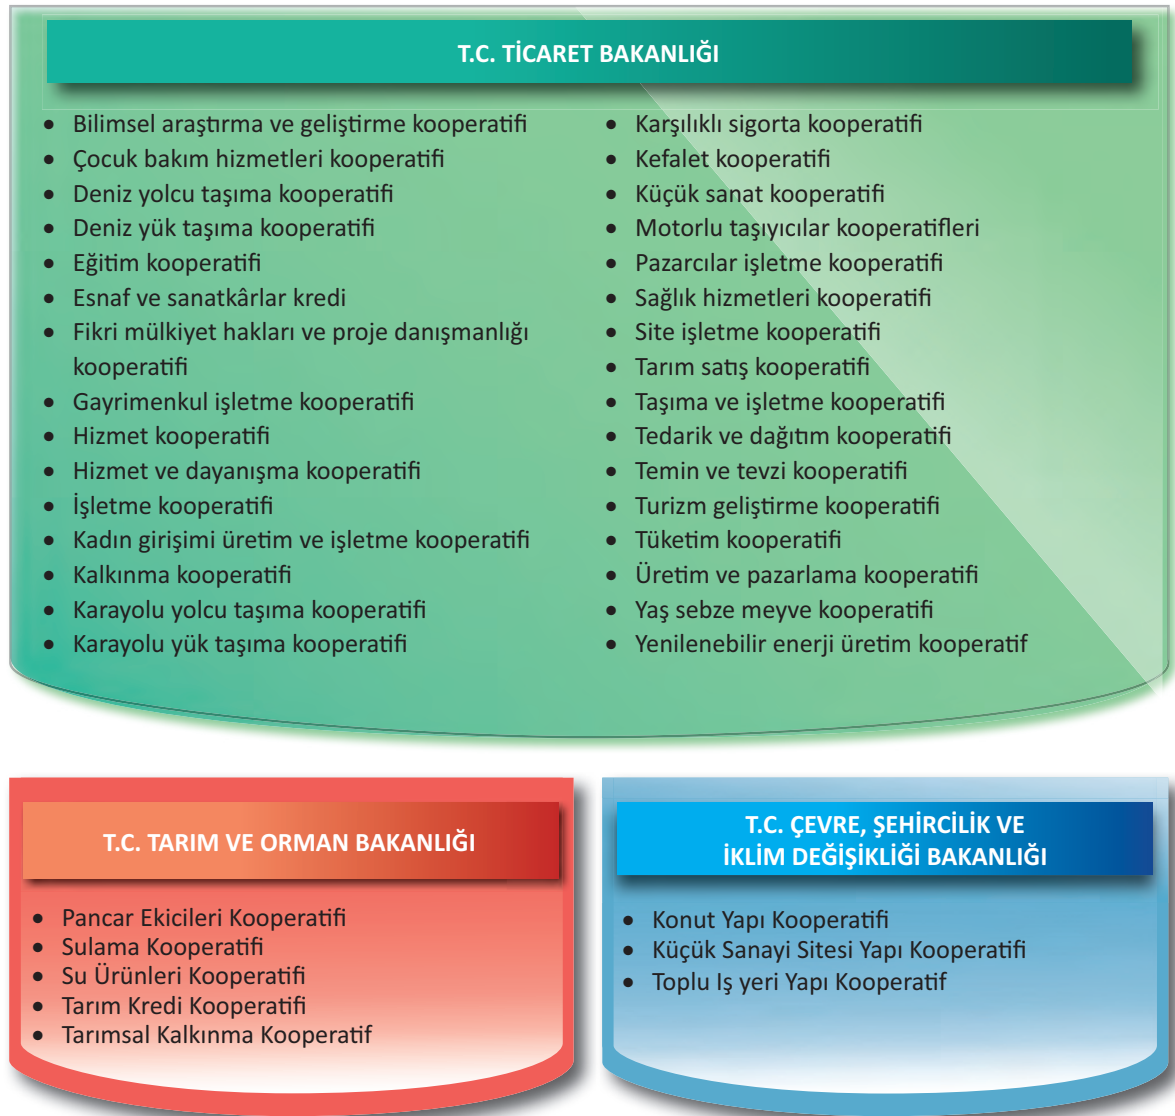 T.C. TİCARET BAKANLIĞI
• Bilimsel araştırma ve geliştirme kooperatifi
• Çocuk bakım hizmetleri kooperatifi
• Deniz yolcu taşıma kooperatifi
• Deniz yük taşıma kooperatifi
• Eğitim kooperatifi
• Esnaf ve sanatkârlar kredi
• Fikri mülkiyet hakları ve proje danışmanlığı
kooperatifi
• Gayrimenkul işletme kooperatifi
• Hizmet kooperatifi
• Hizmet ve dayanışma kooperatifi
• İşletme kooperatifi
• Kadın girişimi üretim ve işletme kooperatifi
• Kalkınma kooperatifi
• Karayolu yolcu taşıma kooperatifi
• Karayolu yük taşıma kooperatifi
• Karşılıklı sigorta kooperatifi
• Kefalet kooperatifi
• Küçük sanat kooperatifi
• Motorlu taşıyıcılar kooperatifleri
• Pazarcılar işletme kooperatifi
• Sağlık hizmetleri kooperatifi
• Site işletme kooperatifi
• Tarım satış kooperatifi
• Taşıma ve işletme kooperatifi
• Tedarik ve dağıtım kooperatifi
• Temin ve tevzi kooperatifi
• Turizm geliştirme kooperatifi
• Tüketim kooperatifi
• Üretim ve pazarlama kooperatifi
• Yaş sebze meyve kooperatifi
• Yenilenebilir enerji üretim kooperatif
T.C. TARIM VE ORMAN BAKANLIĞI
• Pancar Ekicileri Kooperatifi
• Sulama Kooperatifi
• Su Ürünleri Kooperatifi
• Tarım Kredi Kooperatifi
• Tarımsal Kalkınma Kooperatif
T.C. ÇEVRE, ŞEHİRCİLİK VE
İKLİM DEĞİŞİKLİĞİ BAKANLIĞI
• Konut Yapı Kooperatifi
• Küçük Sanayi Sitesi Yapı Kooperatifi
• Toplu Iş yeri Yapı Kooperatif